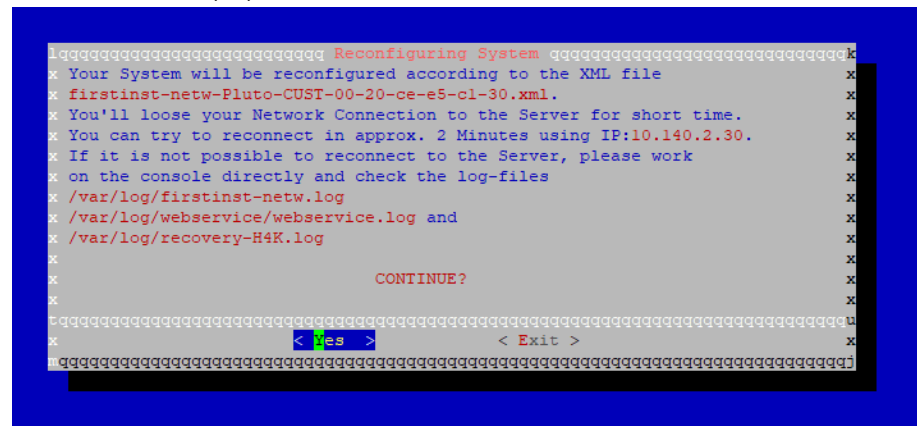 lqqqqqqqqqqqqqqqqqqqqqqqqqq Reconfiguring System qqqqqqqqqqqqqqqqqqqqqqqqqqqqqk
x Your System will be reconfigured according to the XML file x
x firstinst-netw-Pluto-CUST-00-20-ce-e5-c1-30.xml. x
x You'll loose your Network Connection to the Server for short time. x
x You can try to reconnect in approx. 2 Minutes using IP:10.140.2.30. x
x If it is not possible to reconnect to the Server, please work x
x on the console directly and check the log-files x
x /var/log/firstinst-netw.log x
x /var/log/webservice/webservice.log and x
x /var/log/recovery-H4K.log x
x x
x CONTINUE? x
x x
tqqqqqqqqqqqqqqqqqqqqqqqqqqqqqqqqqqqqqqqqqqqqqqqqqqqqqqqqqqqqqqqqqqqqqqqqqqqqqu
x < Yes > < Exit > x
mqqqqqqqqqqqqqqqqqqqqqqqqqqqqqqqqqqqqqqqqqqqqqqqqqqqqqqqqqqqqqqqqqqqqqqqqqqqqqj